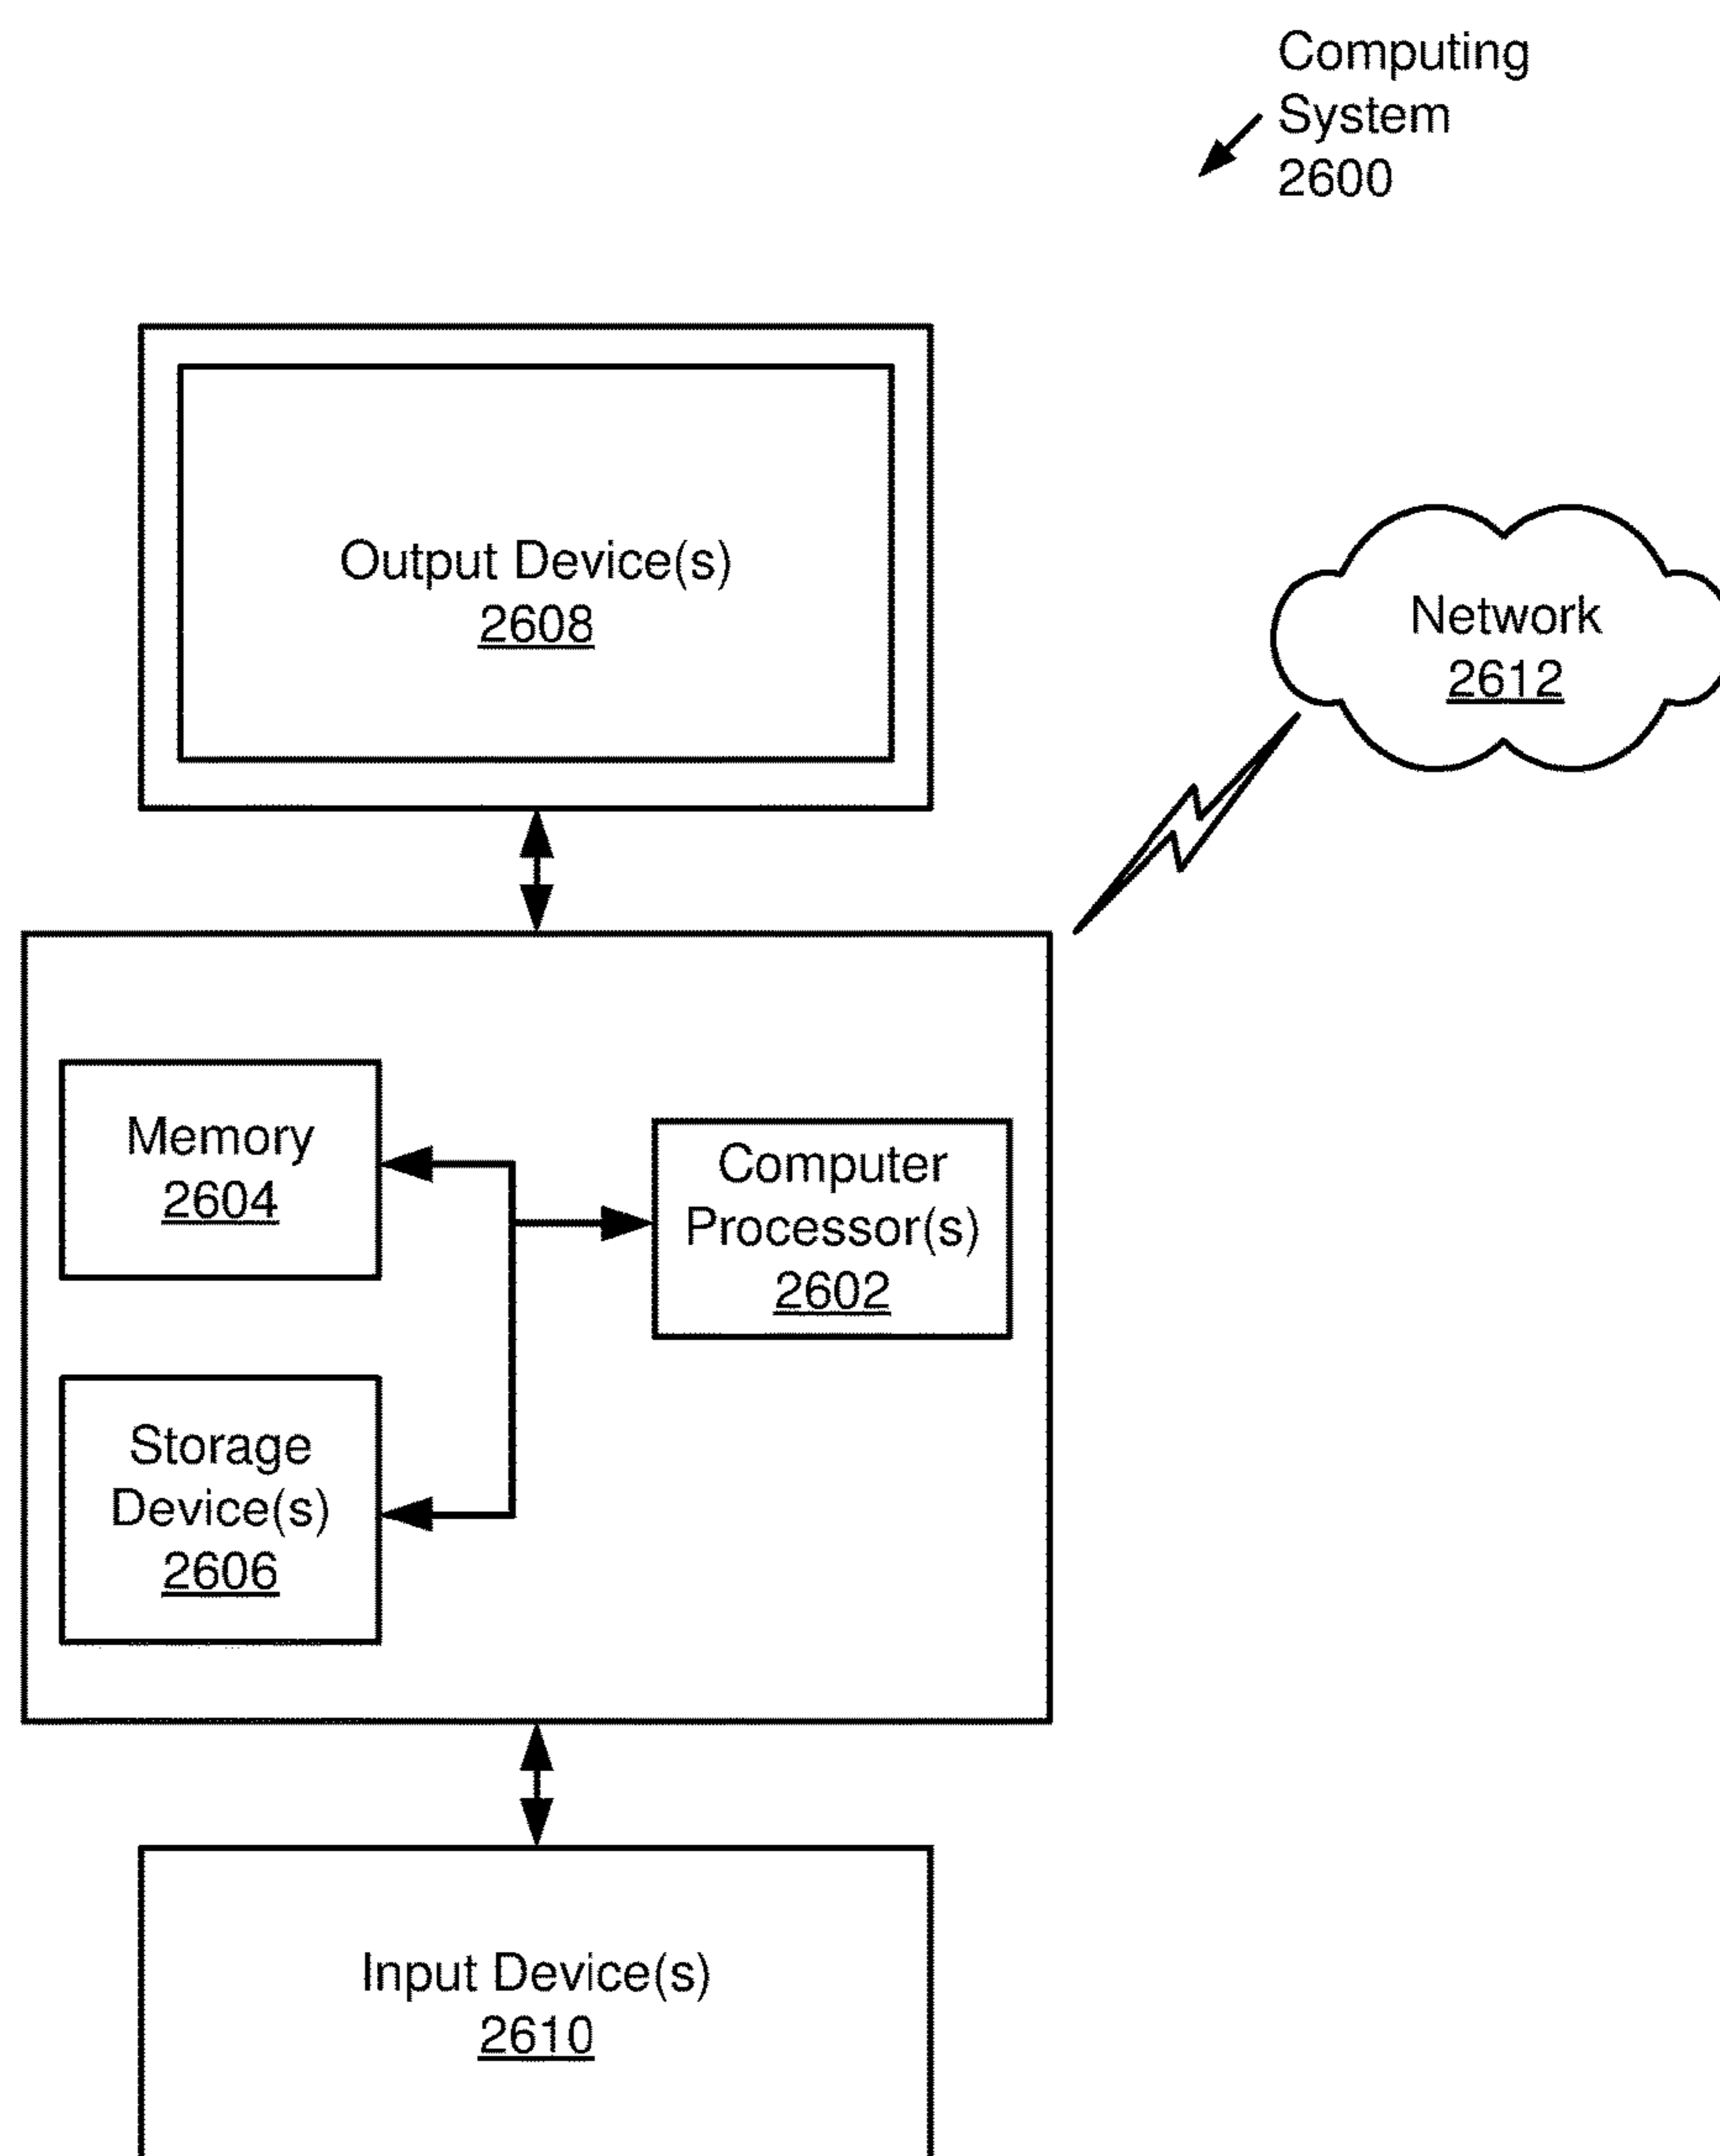 Computing
System
2600
Output Device(s)
2608
Network
2612
Memory
2604
Computer
Processor(s)
2602
Storage
Device(s)
2606
Input Device(s)
2610